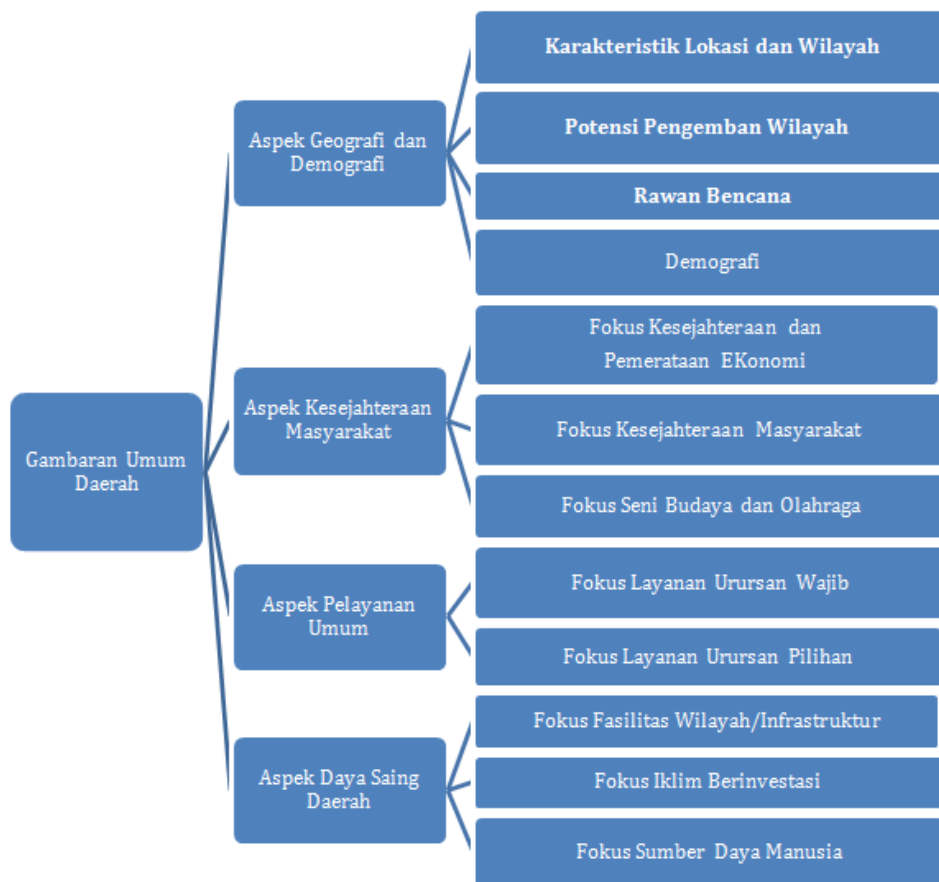 Gambaran Umum
Daerah
Aspek Geografi dan
Demografi
Karakteristik Lokasi dan Wilayah
Potensi Pengemban Wilayah
Rawan Bencana
Demografi
Aspek Kesejahteraan
Masyarakat
Fokus Kesejahteraan dan
Pemerataan EKonomi
Fokus Kesejahteraan Masyarakat
Fokus Seni Budaya dan Olahraga
Aspek Pelayanan
Umum
Fokus Layanan Urursan Wajib
Fokus Layanan Urursan Pilihan
Aspek Daya Saing
Daerah
Fokus Fasilitas Wilayah/Infrastruktur
Fokus Iklim Berinvestasi
Fokus Sumber Daya Manusia